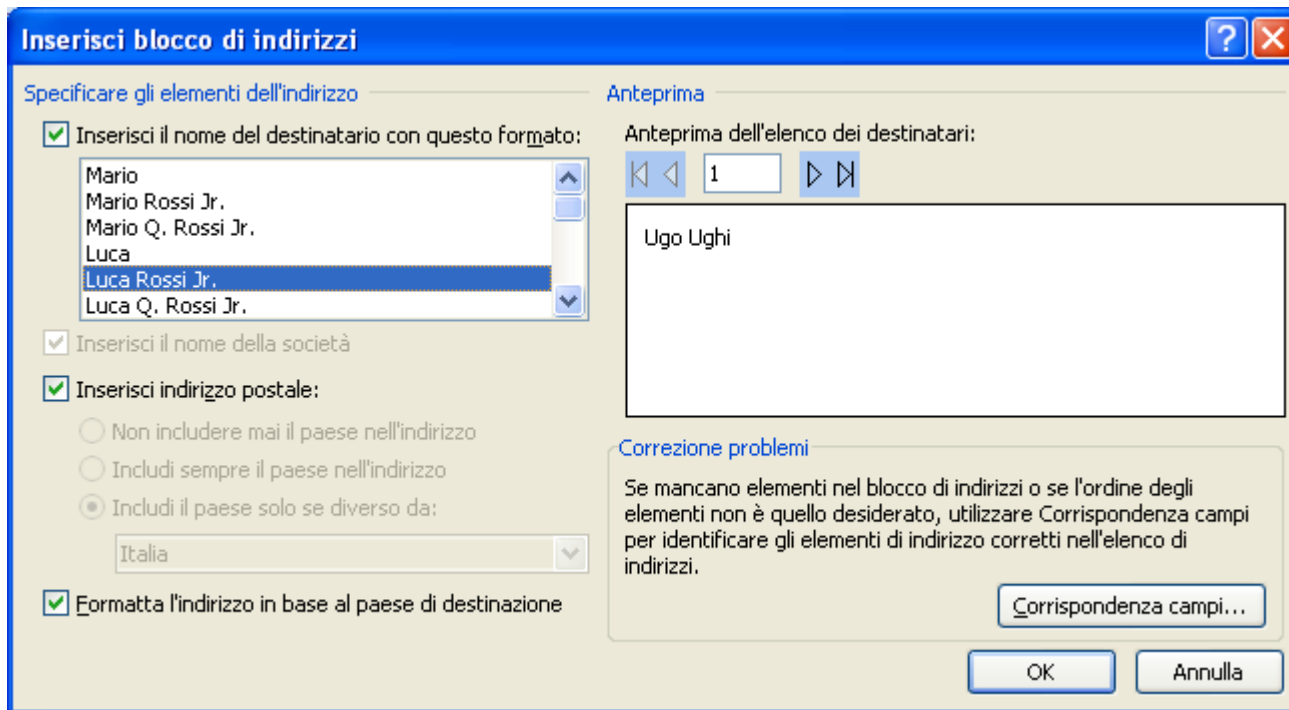 Inserisci blocco di indirizzi
Specificare gli elementi dell'indirizzo
Inserisci il nome del destinatario con questo formato:
Mario
Mario Rossi Jr.
Mario Q. Rossi Jr.
Luca
Luca Rossi Jr.
Luca Q. Rossi Jr.
Inserisci il nome della società
Inserisci indirizzo postale:
Non includere mai il paese nell'indirizzo
Includi sempre il paese nell'indirizzo
Includi il paese solo se diverso da:
Italia
Formatta l'indirizzo in base al paese di destinazione
Anteprima
Anteprima dell'elenco dei destinatari:
1
Ugo Ughi
Correzione problemi
Se mancano elementi nel blocco di indirizzi o se l'ordine degli
elementi non è quello desiderato, utilizzare Corrispondenza campi
per identificare gli elementi di indirizzo corretti nell'elenco di
indirizzi.
Corrispondenza campi...
OK
Annulla